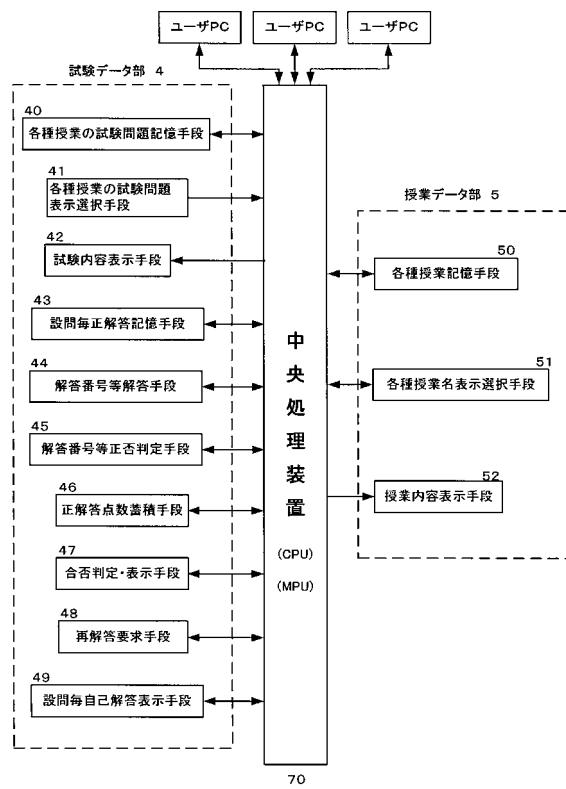 ユーザPC
ユーザPC
ユーザPC
試験データ部 4
40
各種授業の試験問題記憶手段
41
各種授業の試験問題
表示選択手段
42
試験内容表示手段
43
設問毎正解答記憶手段
44
解答番号等解答手段
45
解答番号等正否判定手段
46
正解答点数蓄積手段
47
合否判定・表示手段
48
再解答要求手段
49
設問毎自己解答表示手段
中央処理装置
(CPU)
(MPU)
70
授業データ部 5
50
各種授業記憶手段
51
各種授業名表示選択手段
52
授業内容表示手段